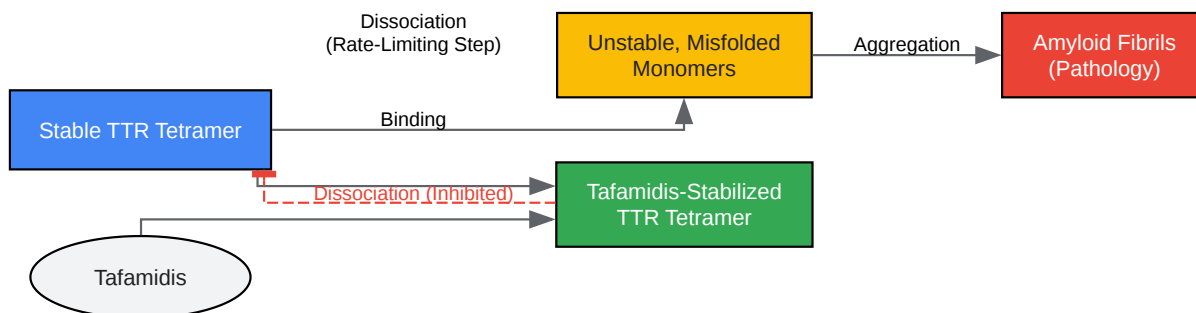 Dissociation
(Rate-Limiting Step)
Unstable, Misfolded
Monomers
Aggregation
Amyloid Fibrils
(Pathology)
Stable TTR Tetramer
Binding
Dissociation (Inhibited)
Tafamidis-Stabilized
TTR Tetramer
Tafamidis